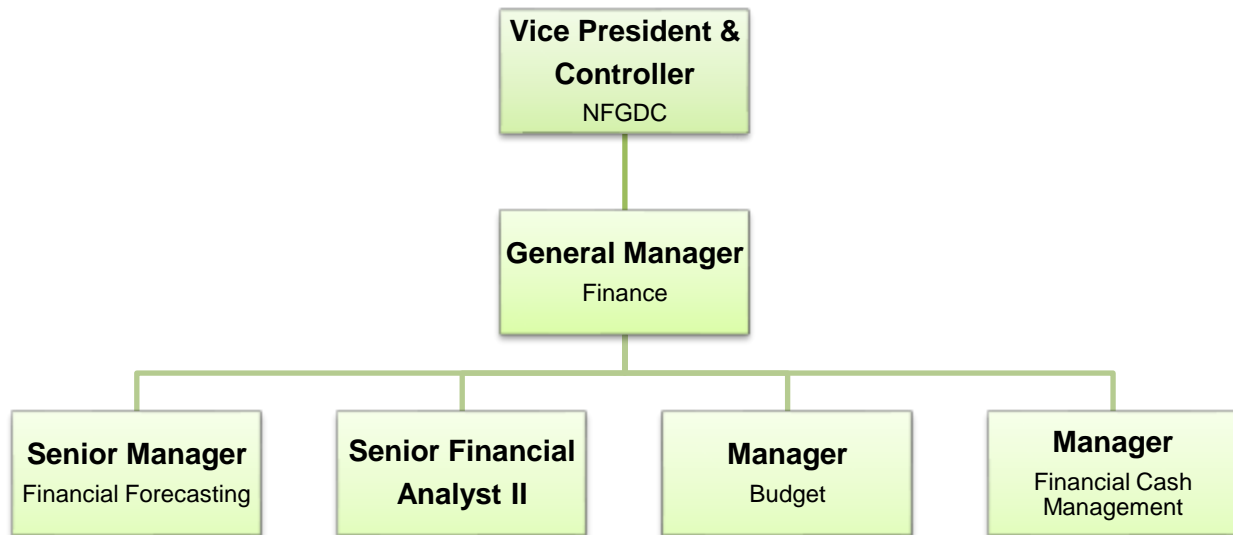 Vice President &
Controller
NFGDC
General Manager
Finance
Senior Manager
Financial Forecasting
Senior Financial
Analyst II
Manager
Budget
Manager
Financial Cash
Management